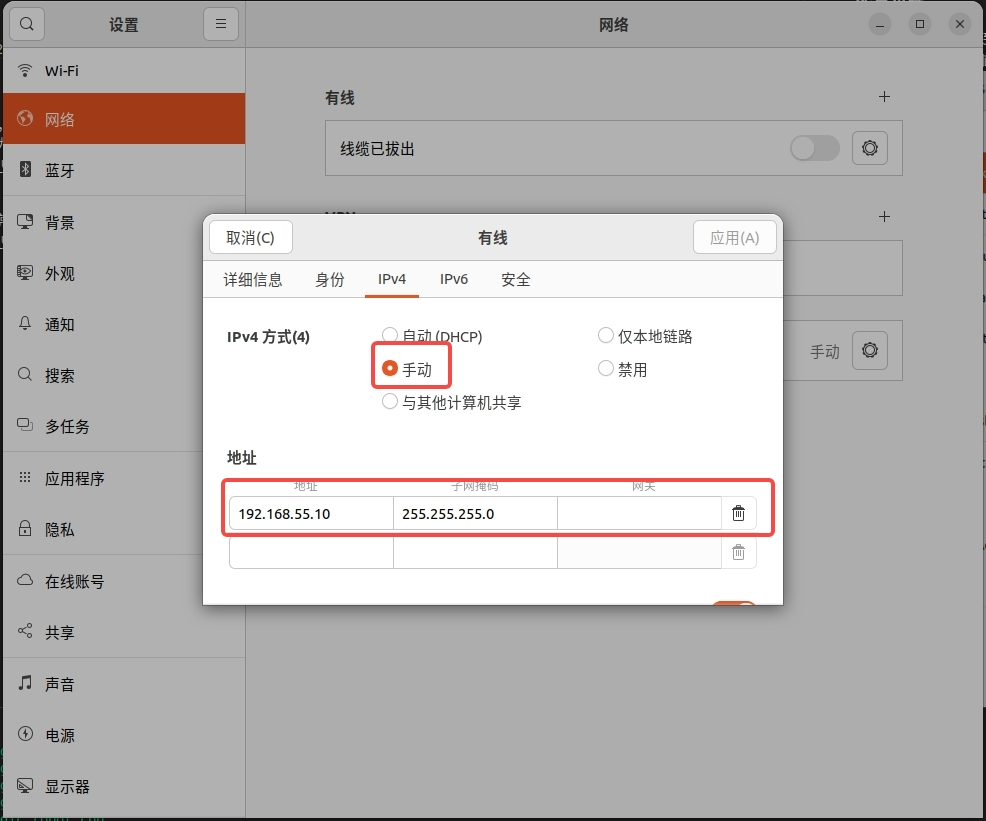 设置
网络
Wi-Fi
网络
蓝牙
背景
外观
通知
搜索
多任务
应用程序
隐私
在线账号
共享
声音
电源
显示器
有线
线缆已拔出
手动
取消(C)
有线
应用(A)
详细信息
身份
IPv4
IPv6
安全
IPv4 方式(4)
自动 (DHCP)
仅本地链路
手动
禁用
与其他计算机共享
地址
地址
子网掩码
网关
192.168.55.10
255.255.255.0